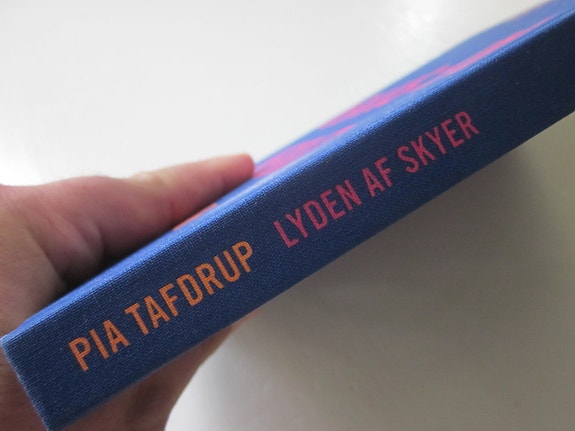 PIA TAFDRUP LYDEN AF SKYER